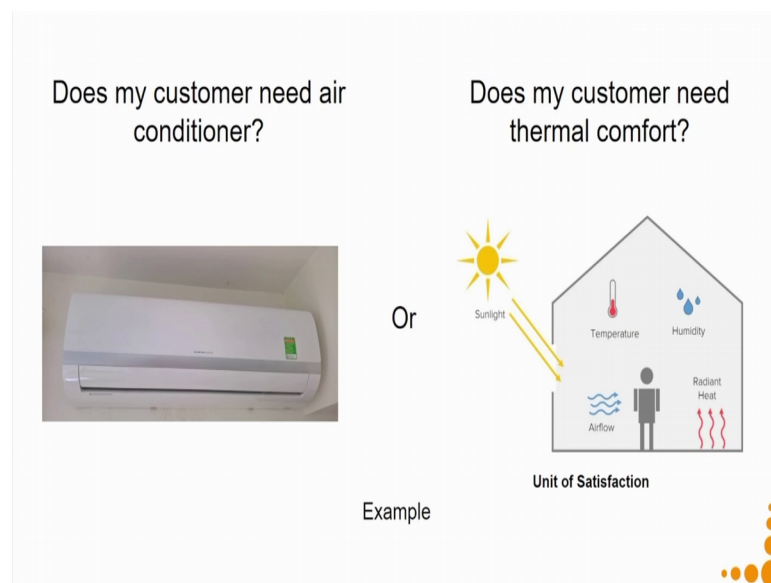 Does my customer need air
conditioner?
Does my customer need
thermal comfort?
Or
Sunlight
Temperature
Humidity
Airflow
Radiant
Heat
Unit of Satisfaction
Example